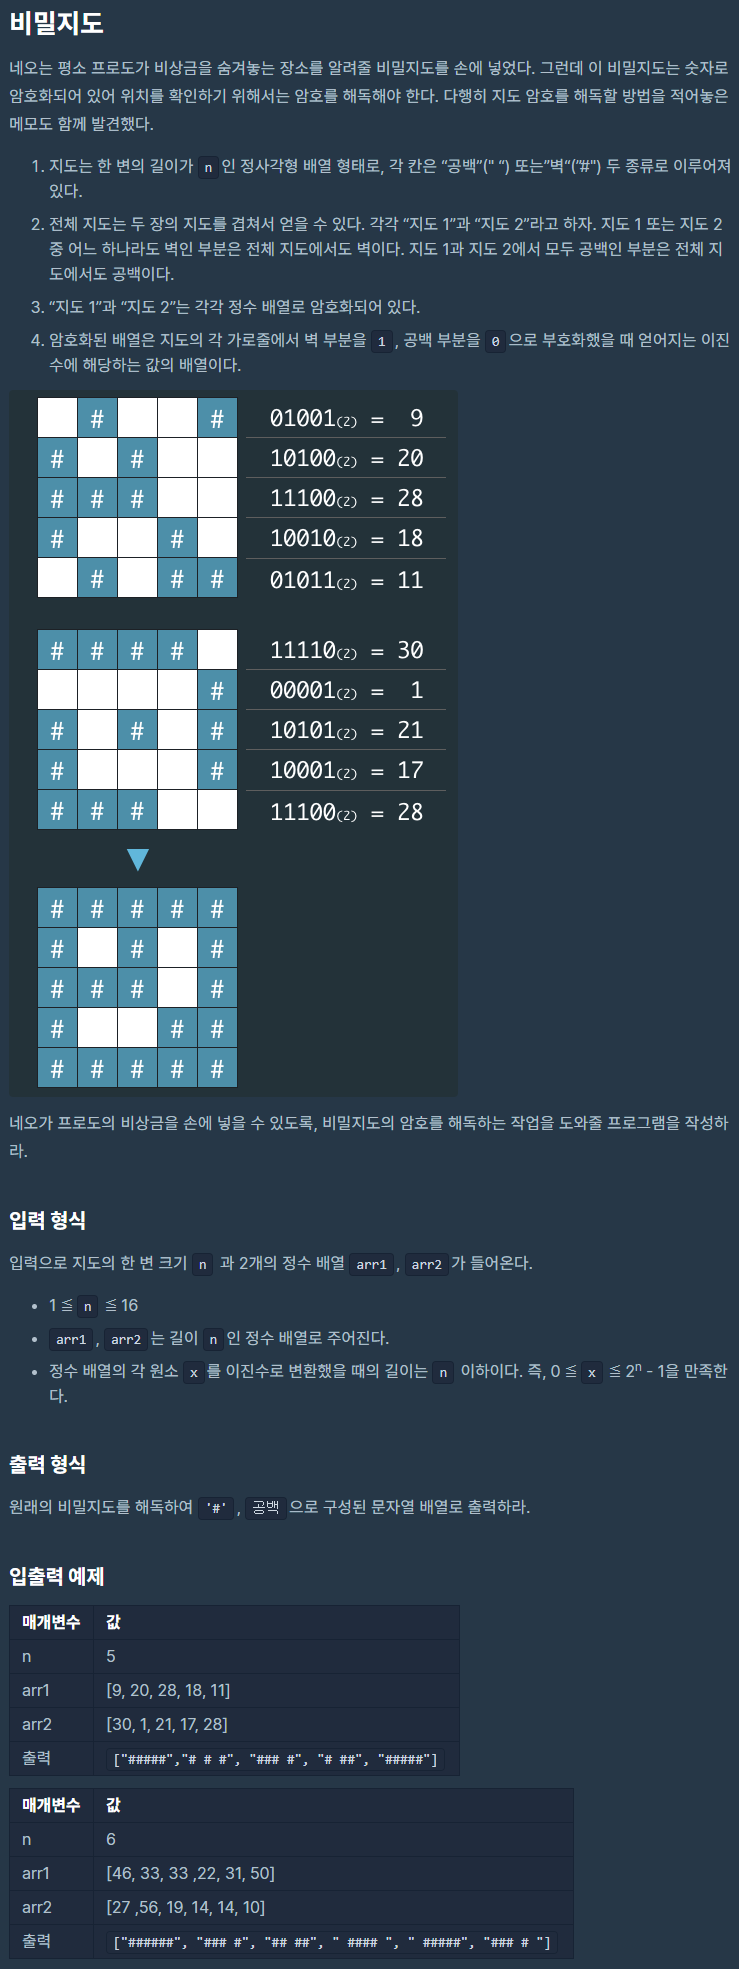 비밀지도
네오는 평소 프로도가 비상금을 숨겨놓는 장소를 알려줄 비밀지도를 손에 넣었다. 그런데 이 비밀지도는 숫자로
암호화되어 있어 위치를 확인하기 위해서는 암호를 해독해야 한다. 다행히 지도 암호를 해독할 방법을 적어놓은
메모도 함께 발견했다.
1. 지도는 한 변의 길이가 n인 정사각형 배열 형태로, 각 칸은 “공백”(" “) 또는”벽“(”#") 두 종류로 이루어져
있다.
2. 전체 지도는 두 장의 지도를 겹쳐서 얻을 수 있다. 각각 “지도 1”과 “지도 2”라고 하자. 지도 1 또는 지도 2
중 어느 하나라도 벽인 부분은 전체 지도에서도 벽이다. 지도 1과 지도 2에서 모두 공백인 부분은 전체 지
도에서도 공백이다.
3. “지도 1”과 “지도 2”는 각각 정수 배열로 암호화되어 있다.
4. 암호화된 배열은 지도의 각 가로줄에서 벽 부분을 1, 공백 부분을 0으로 부호화했을 때 얻어지는 이진
수에 해당하는 값의 배열이다.
# # 01001(2) = 9
# # 10100(2) = 20
# # # 11100(2) = 28
# # 10010(2) = 18
# # # 01011(2) = 11
# # # # 11110(2) = 30
# 00001(2) = 1
# # # 10101(2) = 21
# # 10001(2) = 17
# # # 11100(2) = 28
# # # # #
# # #
# # # #
# # #
# # # # #
네오가 프로도의 비상금을 손에 넣을 수 있도록, 비밀지도의 암호를 해독하는 작업을 도와줄 프로그램을 작성하
라.
입력 형식
입력으로 지도의 한 변 크기 n 과 2개의 정수 배열 arr1, arr2가 들어온다.
• 1 ≦ n ≦ 16
• arr1, arr2는 길이 n인 정수 배열로 주어진다.
• 정수 배열의 각 원소 x를 이진수로 변환했을 때의 길이는 n 이하이다. 즉, 0 ≦ x ≦ 2ⁿ - 1을 만족한
다.
출력 형식
원래의 비밀지도를 해독하여 '#', 공백으로 구성된 문자열 배열로 출력하라.
입출력 예제
매개변수 값
n 5
arr1 [9, 20, 28, 18, 11]
arr2 [30, 1, 21, 17, 28]
출력 ["#####","# # #", "### #", "# ##", "#####"]
매개변수 값
n 6
arr1 [46, 33, 33 ,22, 31, 50]
arr2 [27 ,56, 19, 14, 14, 10]
출력 ["######", "### #", "## ##", " #### ", " #####", "### # "]